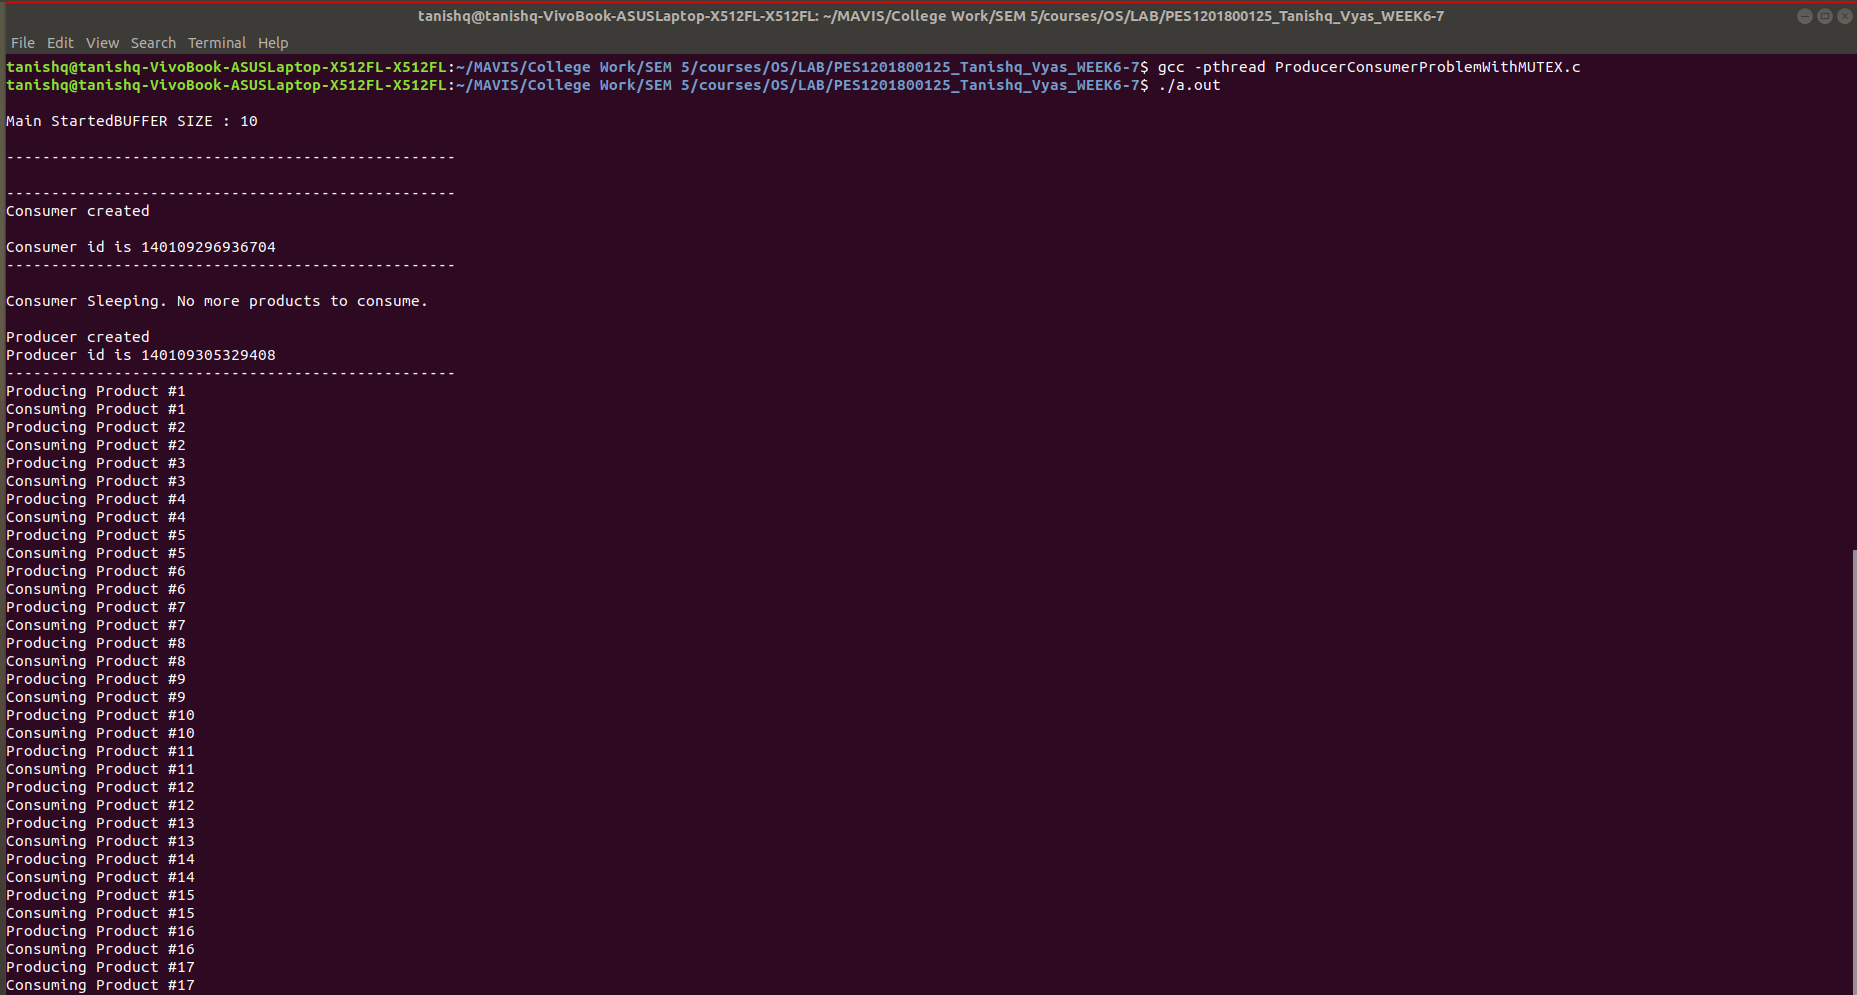 tanishq@tanishq-VivoBook-ASUSLaptop-X512FL-X512FL: ~/MAVIS/College Work/SEM 5/courses/OS/LAB/PES1201800125_Tanishq_Vyas_WEEK6-7
File Edit View Search Terminal Help
tanishq@tanishq-VivoBook-ASUSLaptop-X512FL-X512FL:~/MAVIS/College Work/SEM 5/courses/OS/LAB/PES1201800125_Tanishq_Vyas_WEEK6-7$ gcc -pthread ProducerConsumerProblemWithMUTEX.c
tanishq@tanishq-VivoBook-ASUSLaptop-X512FL-X512FL:~/MAVIS/College Work/SEM 5/courses/OS/LAB/PES1201800125_Tanishq_Vyas_WEEK6-7$ ./a.out
Main StartedBUFFER SIZE : 10
--------------------------------------------------
--------------------------------------------------
Consumer created
Consumer id is 140109296936704
--------------------------------------------------
Consumer Sleeping. No more products to consume.
Producer created
Producer id is 140109305329408
--------------------------------------------------
Producing Product #1
Consuming Product #1
Producing Product #2
Consuming Product #2
Producing Product #3
Consuming Product #3
Producing Product #4
Consuming Product #4
Producing Product #5
Consuming Product #5
Producing Product #6
Consuming Product #6
Producing Product #7
Consuming Product #7
Producing Product #8
Consuming Product #8
Producing Product #9
Consuming Product #9
Producing Product #10
Consuming Product #10
Producing Product #11
Consuming Product #11
Producing Product #12
Consuming Product #12
Producing Product #13
Consuming Product #13
Producing Product #14
Consuming Product #14
Producing Product #15
Consuming Product #15
Producing Product #16
Consuming Product #16
Producing Product #17
Consuming Product #17